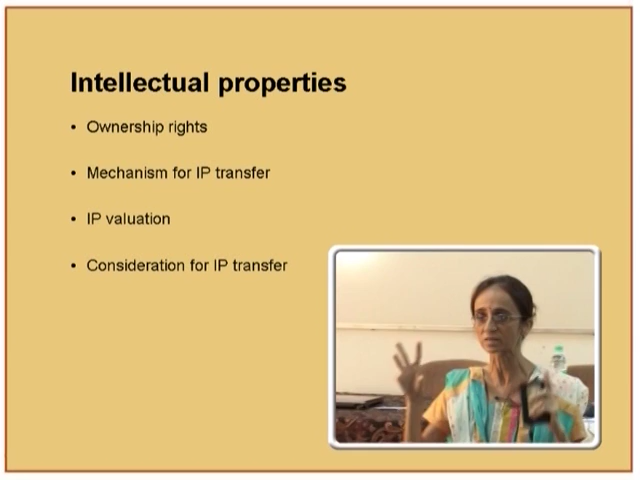 Intellectual properties
• Ownership rights
• Mechanism for IP transfer
• IP valuation
• Consideration for IP transfer